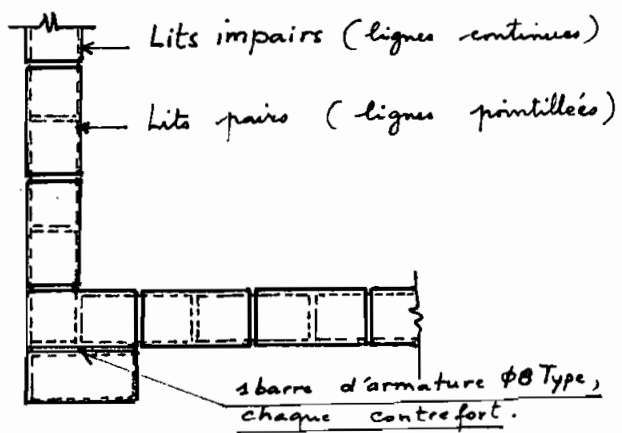 Lits impairs (lignes continues)
Lits pairs (lignes pointillées)
1 barre d'armature Φ8 Type,
chaque contrefort.